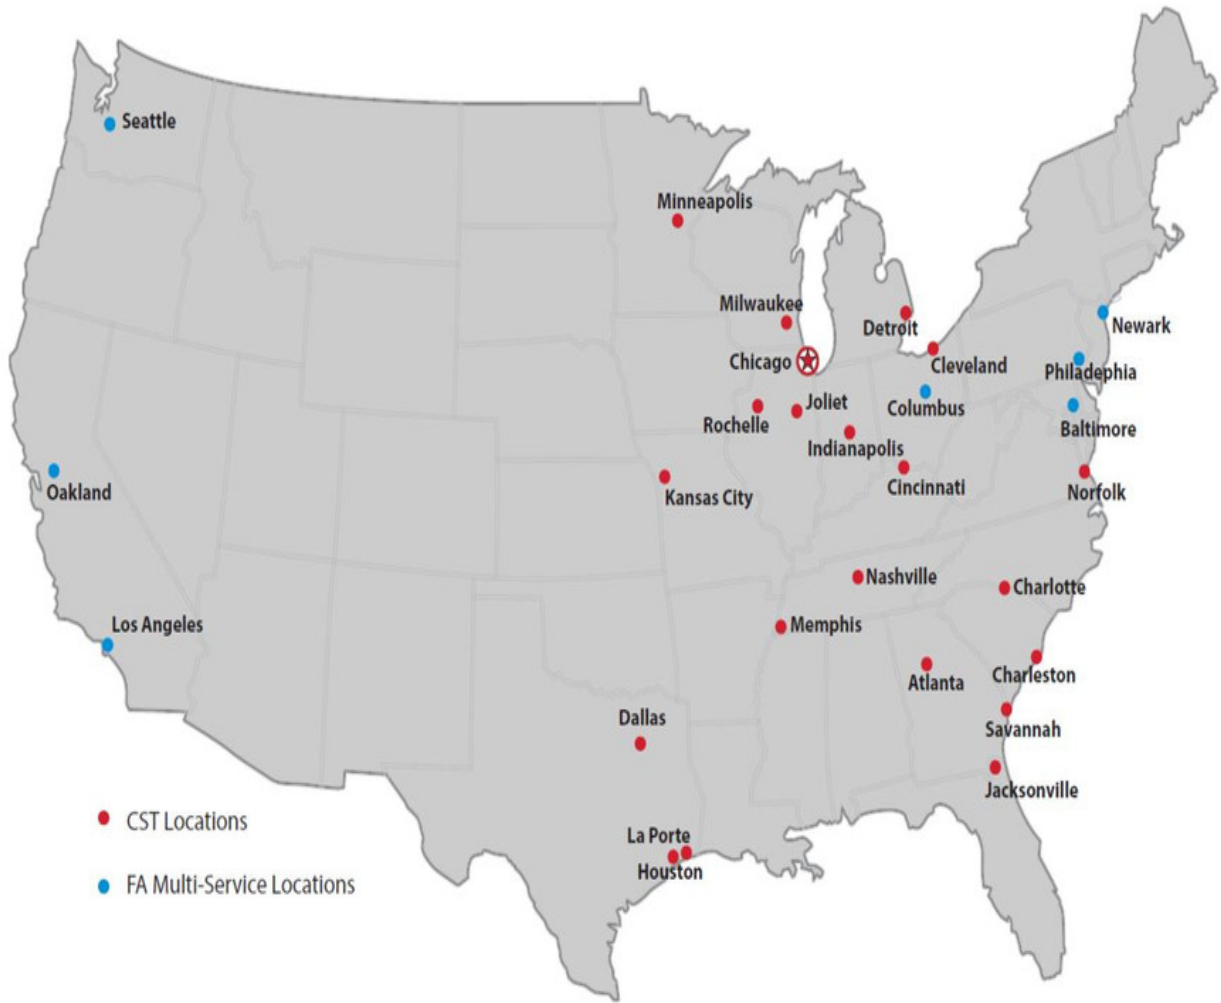 Seattle
Minneapolis
Milwaukee
Detroit
Newark
Chicago
Cleveland
Philadephia
Joliet
Columbus
Rochelle
Baltimore
Indianapolis
Cincinnati
Oakland
Kansas City
Norfolk
Nashville
Charlotte
Los Angeles
Memphis
Charleston
Atlanta
Dallas
Savannah
Jacksonville
CST Locations
La Porte
Houston
FA Multi-Service Locations